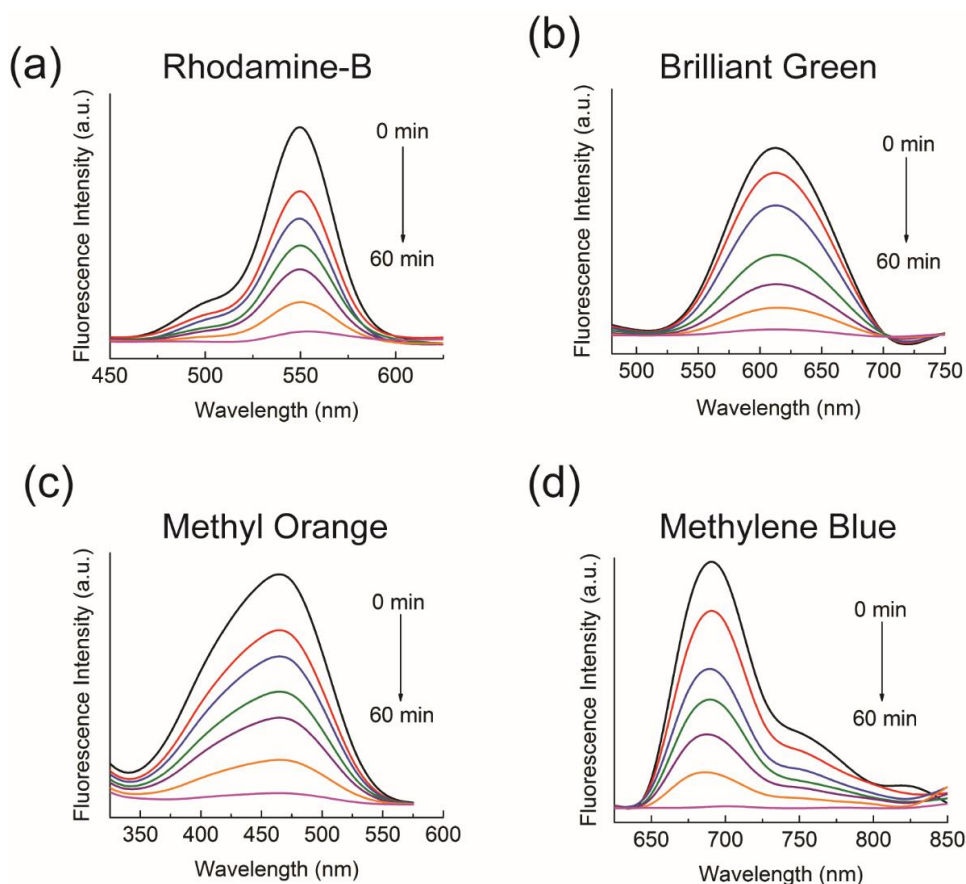 (a)
Rhodamine-B
Fluorescence Intensity (a.u.)
0 min
60 min
450 500 550 600
Wavelength (nm)
(b)
Brilliant Green
Fluorescence Intensity (a.u.)
0 min
60 min
500 550 600 650 700 750
Wavelength (nm)
(c)
Methyl Orange
Fluorescence Intensity (a.u.)
0 min
60 min
350 400 450 500 550 600
Wavelength (nm)
(d)
Methylene Blue
Fluorescence Intensity (a.u.)
0 min
60 min
650 700 750 800 850
Wavelength (nm)